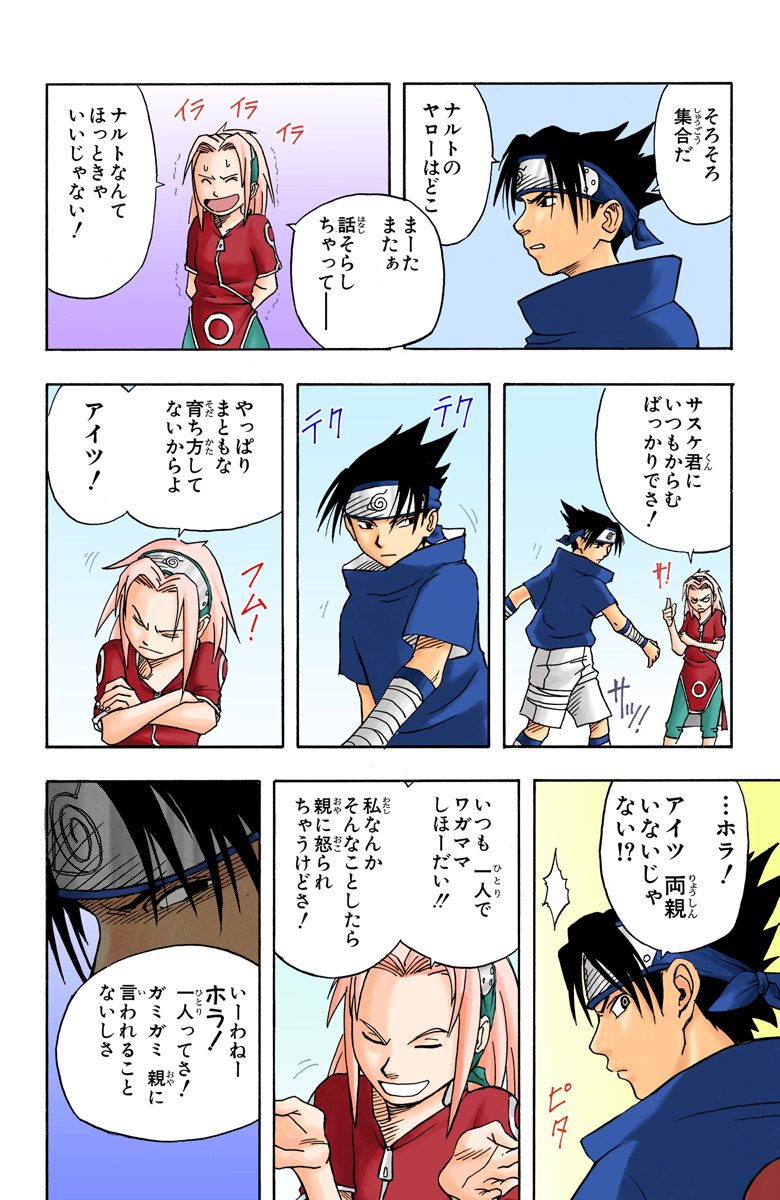 そろそろ
集合だ
ナルトの
ヤローはどこ
まーた
またぁ
話そらし
ちゃって──
イラ
イラ
イラ
ナルトなんて
ほっときゃ
いいじゃない！
サスケ君に
いつもからむ
ばっかりでさ！
サ！
サッ!!
テク
テク
やっぱり
まともな
育ち方して
ないからよ
アイツ！
フム！
…ホラ！
アイツ 両親
いないじゃ
ない!?
ピタ
いつも 一人で
ワガママ
しほーだい!!
私なんか
そんなことしたら
親に怒られ
ちゃうけどさ！
いーわねー
ホラ！
一人ってさ！
ガミガミ 親に
言われること
ないしさ